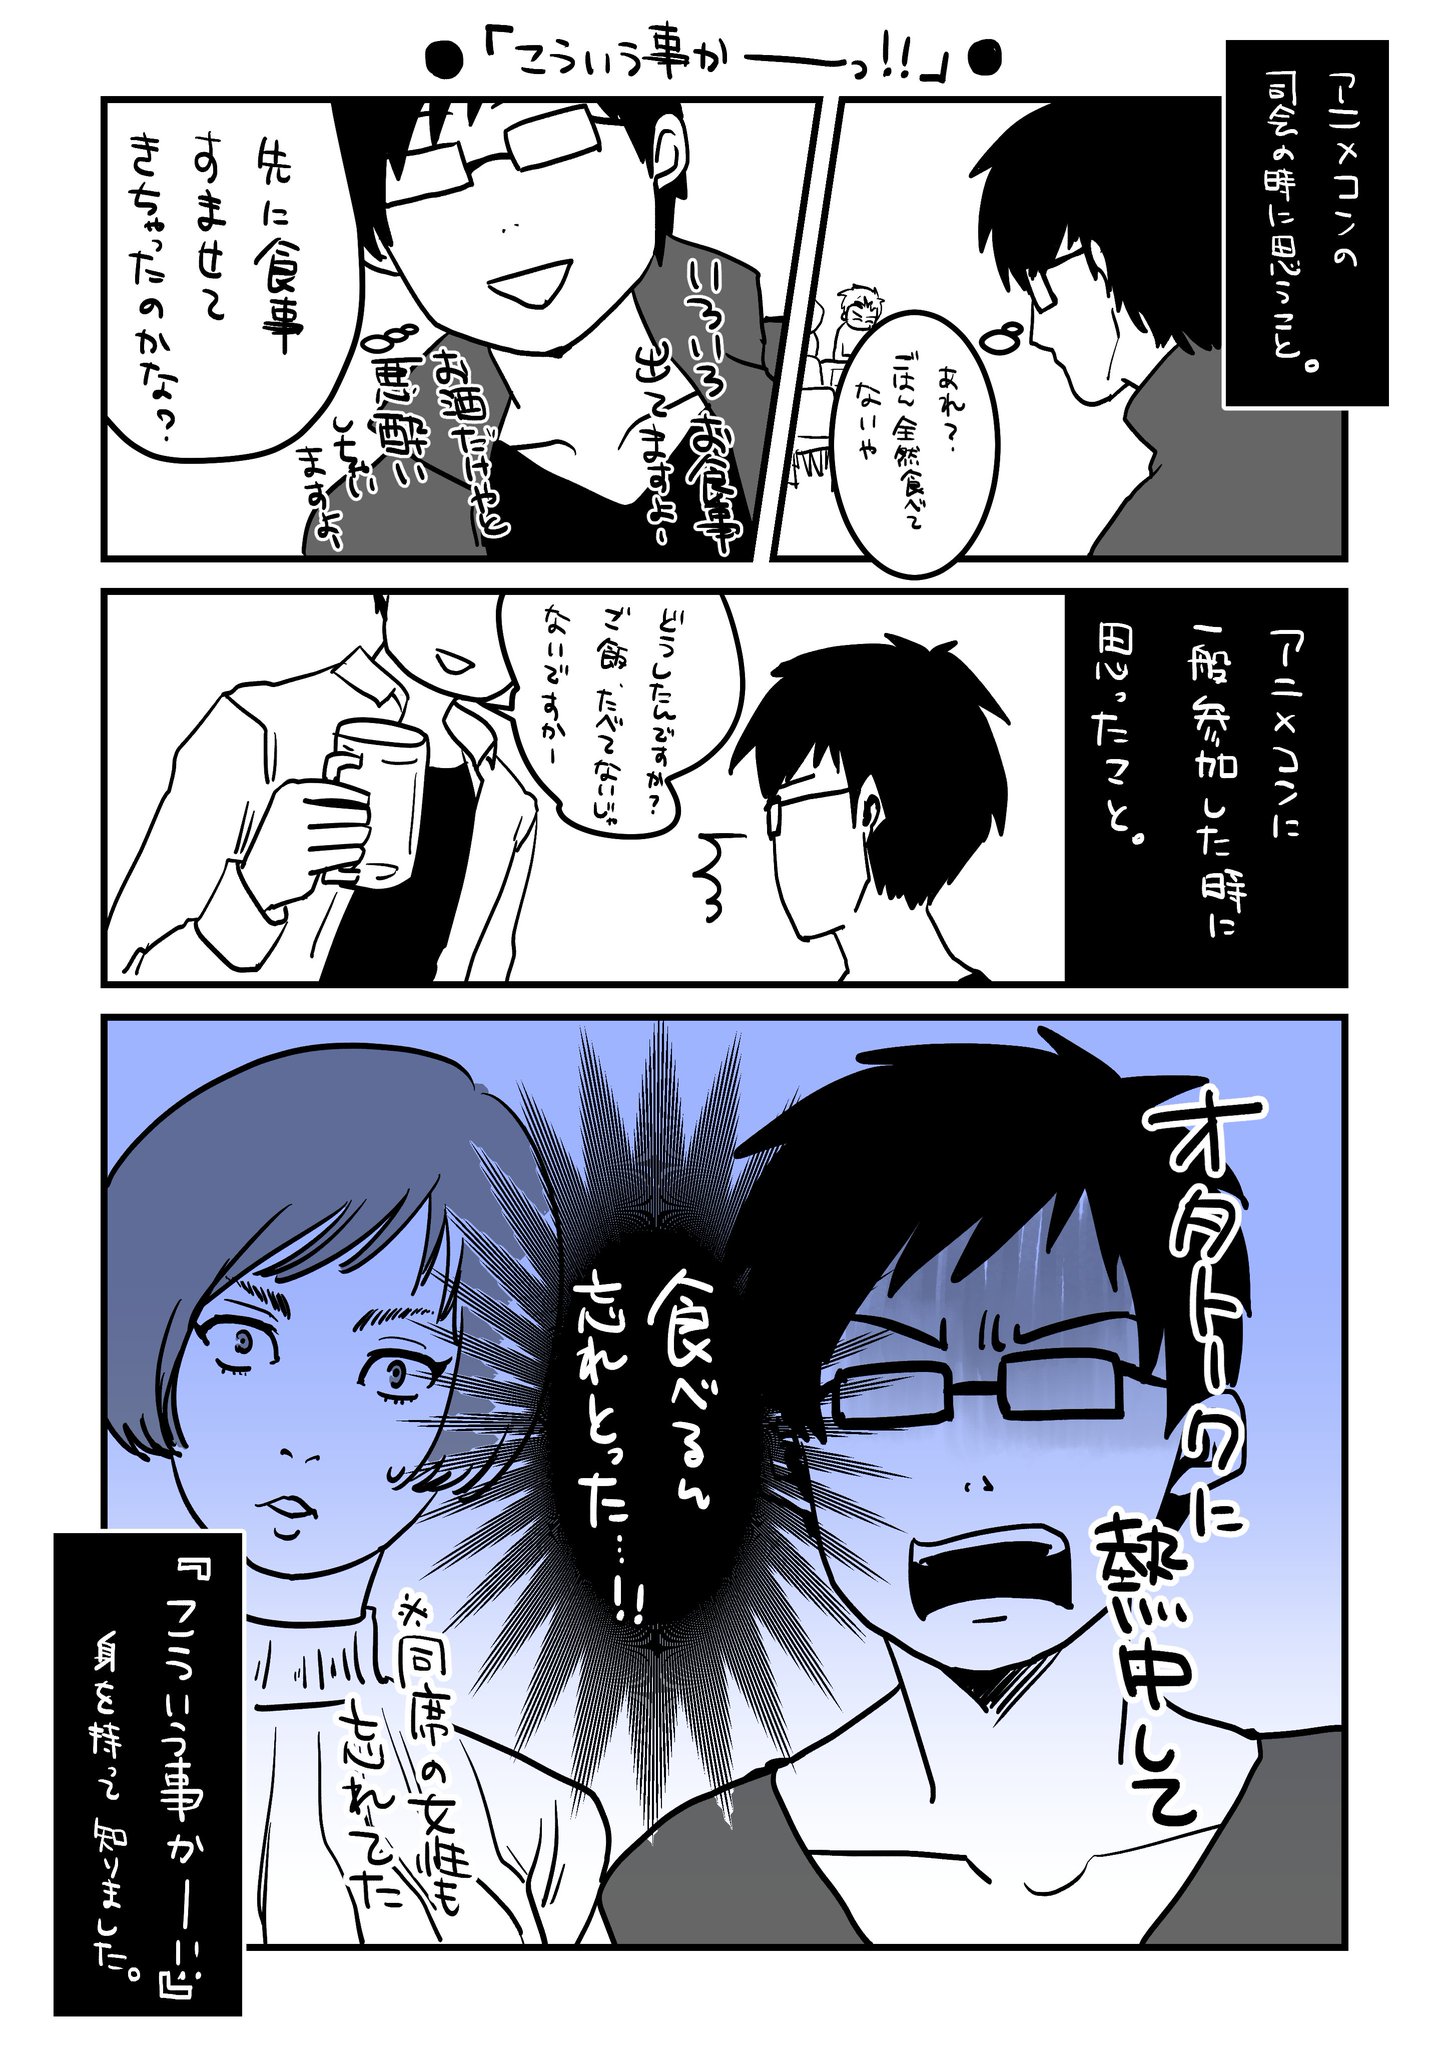 ●「こういう事かーーっ!!」●
アニメコンの
司会の時に思うこと。
あれ?
ごはん全然食べて
ないや
いろいろお食事
出てますよー
お酒だけやと
悪酔い
しちゃい
ますよー
先に食事
すませて
きちゃったのかな?
アニメコンに
一般参加した時に
思ったこと。
どうしたんですか?
ご飯、たべてないじゃ
ないですかー
オタトークに
熱中して
食べるん
忘れとった…!!
※同席の女性も
忘れてた
『こういう事かーーっ!!』
身を持って知りました。